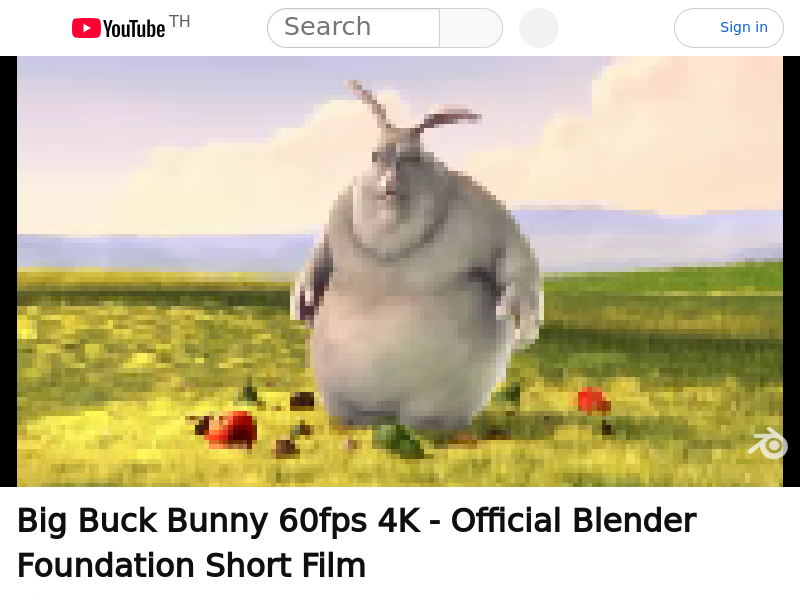 YouTube TH
Search
Sign in
Big Buck Bunny 60fps 4K - Official Blender
Foundation Short Film